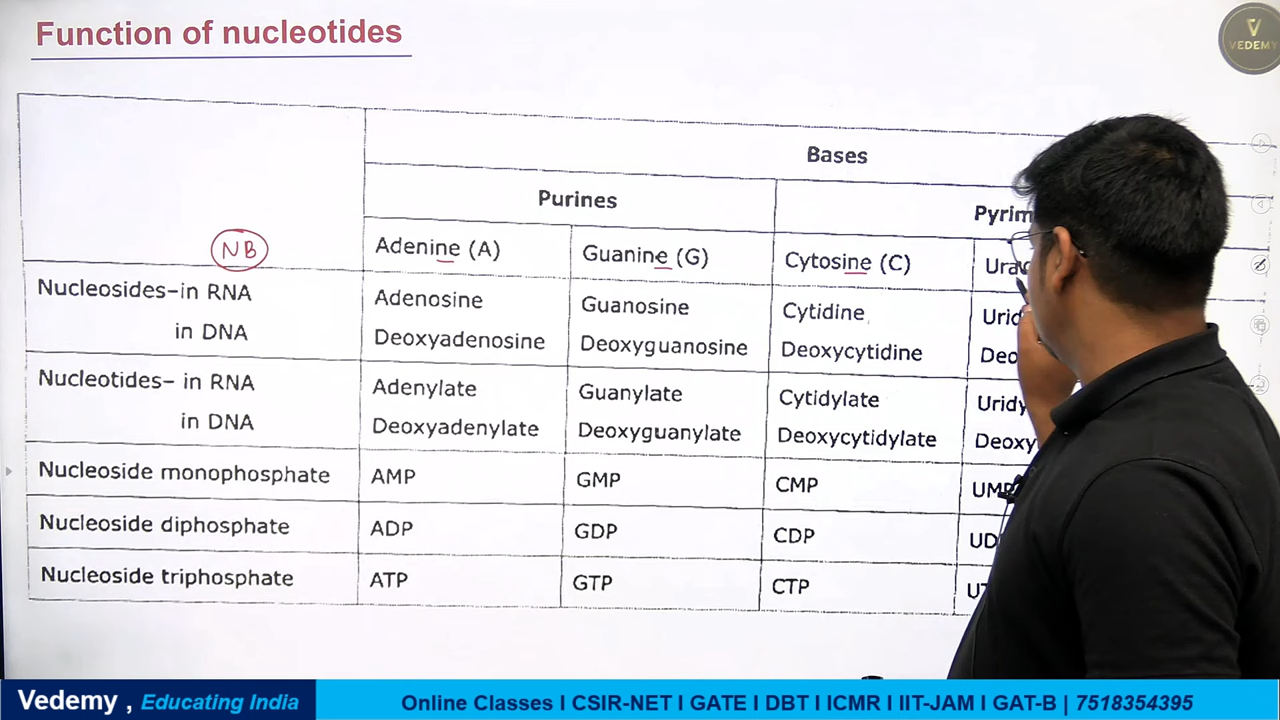 Function of nucleotides
VEDEMY
Bases
Purines
NB
Adenine (A) Guanine (G) Cytosine (C)
Nucleosides-in RNA Adenosine Guanosine Cytidine
in DNA Deoxyadenosine Deoxyguanosine Deoxycytidine
Nucleotides- in RNA Adenylate Guanylate Cytidylate
in DNA Deoxyadenylate Deoxyguanylate Deoxycytidylate
Nucleoside monophosphate AMP GMP CMP UMP
Nucleoside diphosphate ADP GDP CDP
Nucleoside triphosphate ATP GTP CTP
Vedemy , Educating India
Online Classes I CSIR-NET I GATE I DBT I ICMR I IIT-JAM I GAT-B | 7518354395